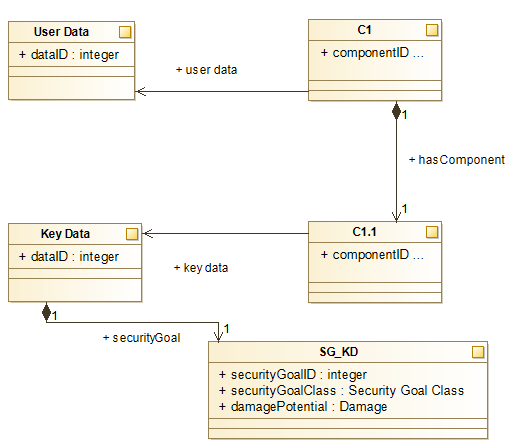 User Data
+ dataID : integer
C1
+ componentID ...
+ user data
1
+ hasComponent
1
Key Data
+ dataID : integer
C1.1
+ componentID ...
+ key data
1
+ securityGoal
1
SG_KD
+ securityGoalID : integer
+ securityGoalClass : Security Goal Class
+ damagePotential : Damage